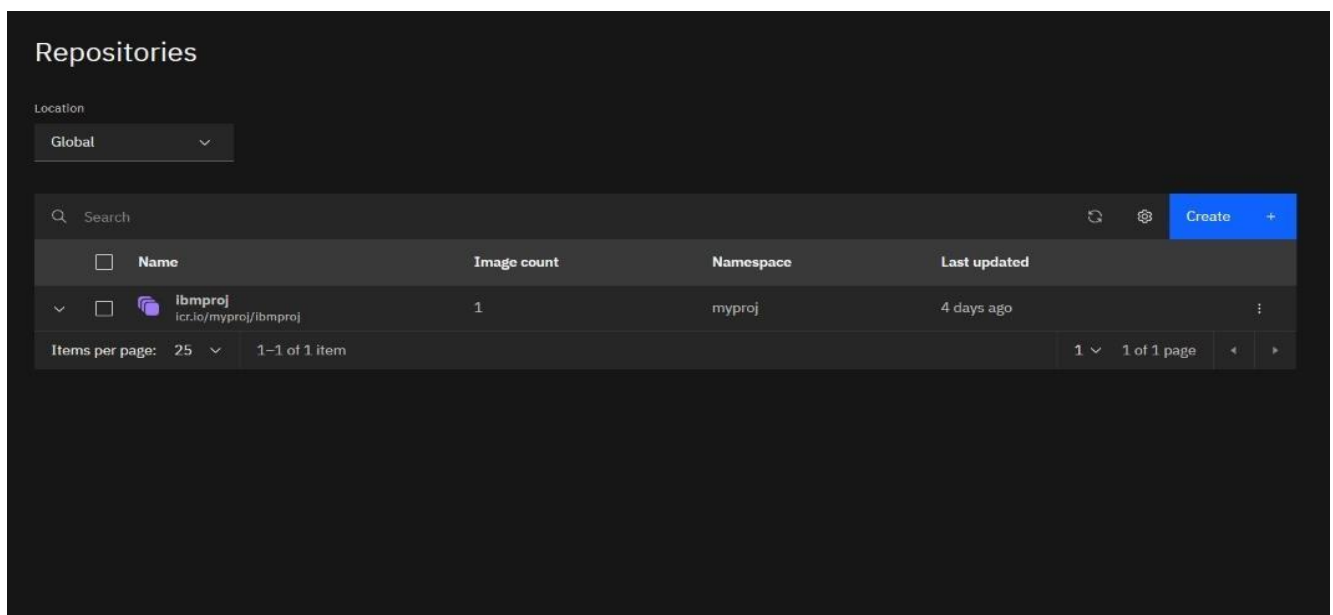 Repositories
Location
Global
Search
Create +
Name Image count Namespace Last updated
ibmproj
icr.io/myproj/ibmproj
1 myproj 4 days ago
Items per page: 25 1–1 of 1 item 1 1 of 1 page